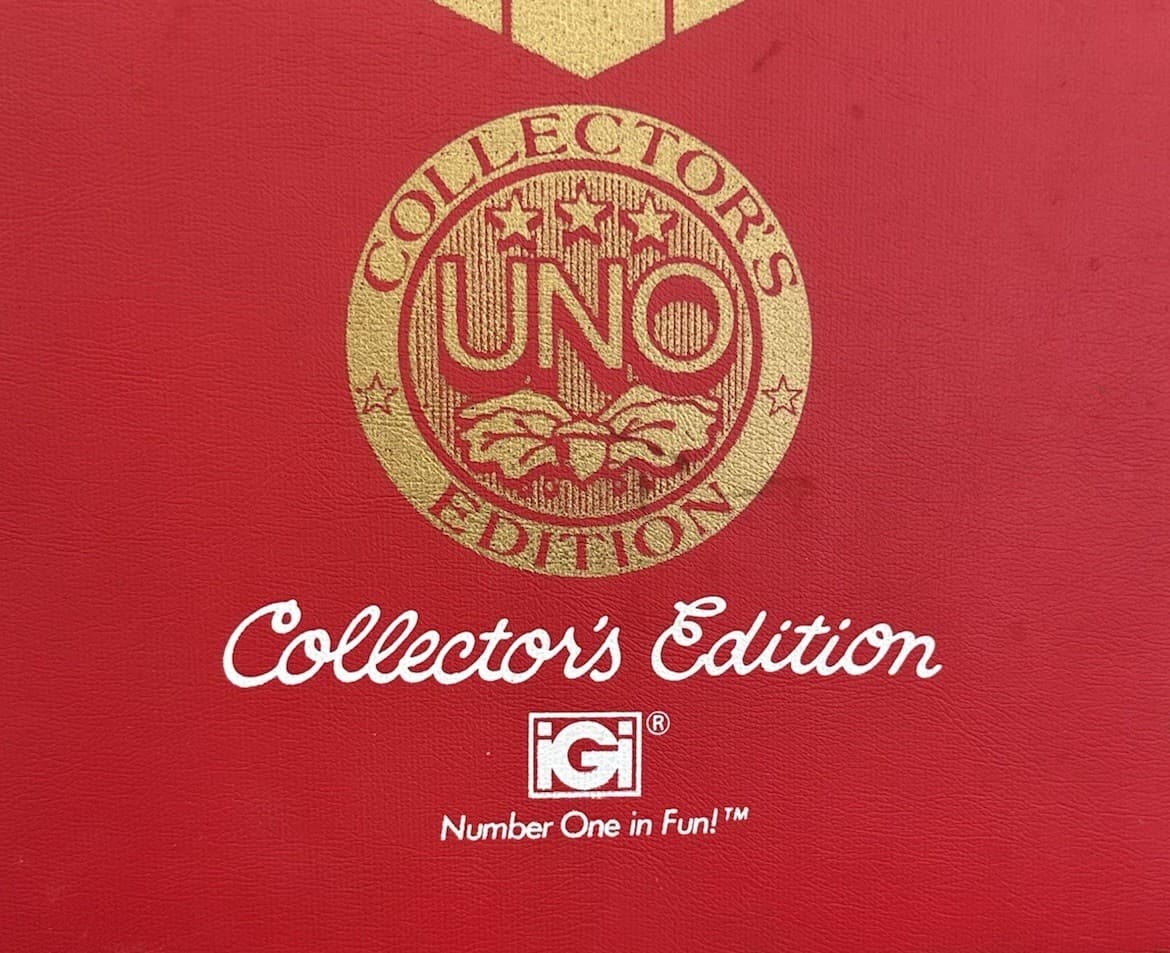 COLLECTOR'S
UNO
EDITION
Collector's Edition
iGi®
Number One in Fun!™